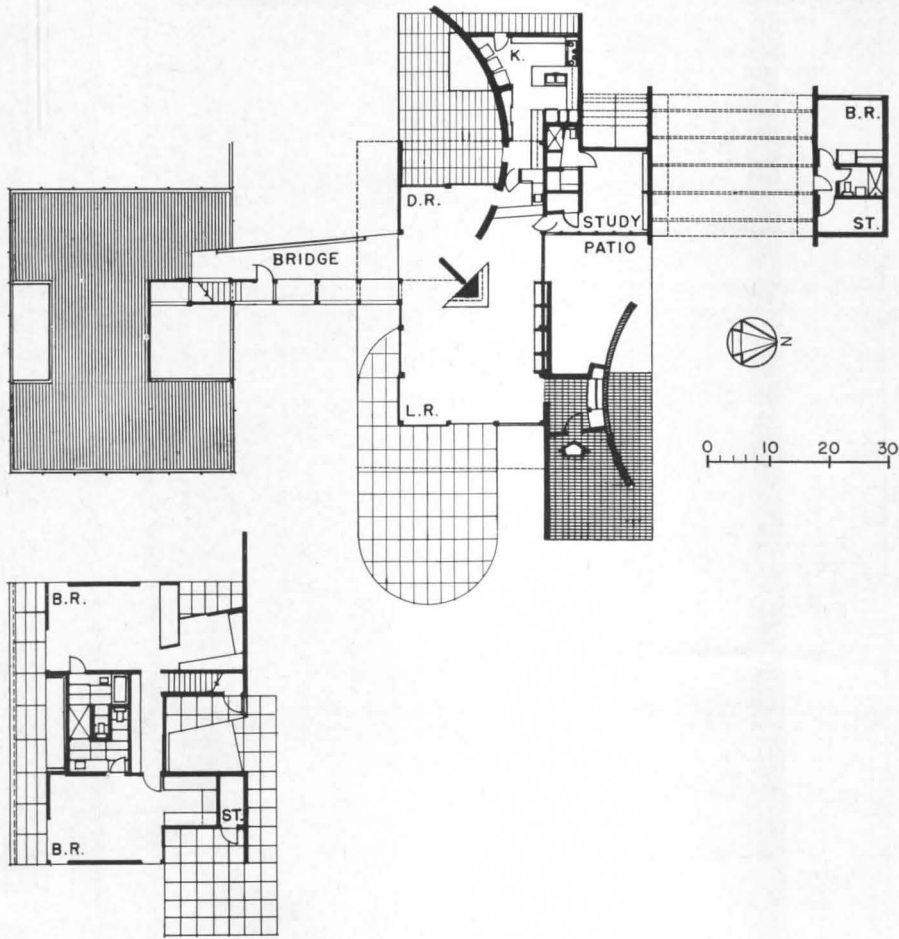 K.
B.R.
D.R.
STUDY
ST.
PATIO
BRIDGE
N
L.R.
0 10 20 30
B.R.
ST.
B.R.